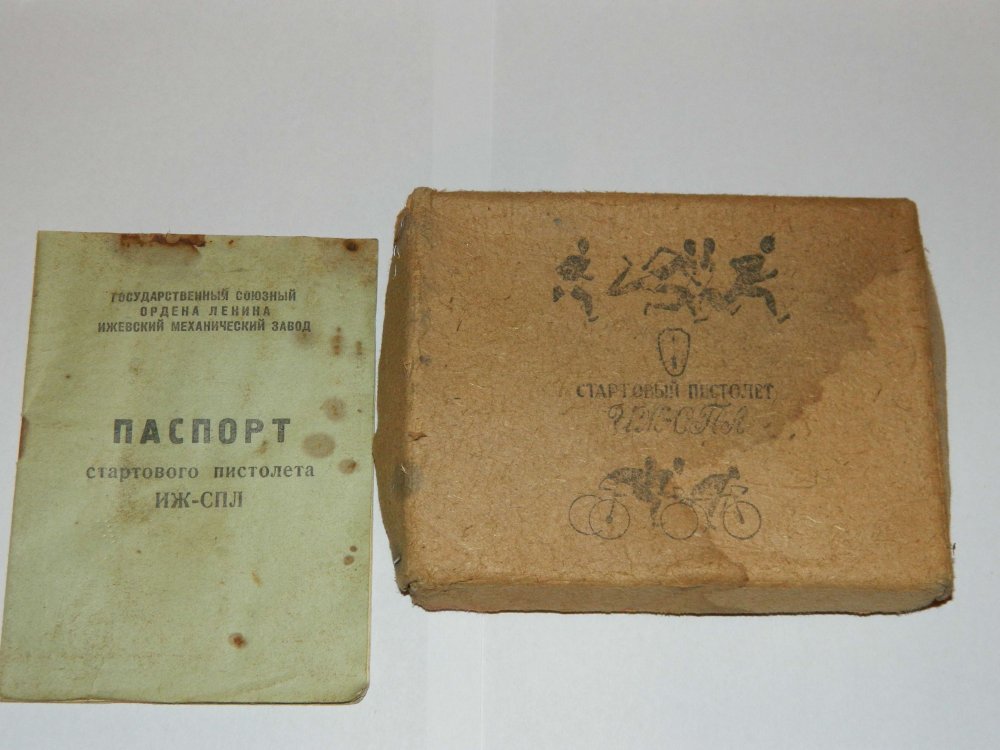 ГОСУДАРСТВЕННЫЙ СОЮЗНЫЙ
ОРДЕНА ЛЕНИНА
ИЖЕВСКИЙ МЕХАНИЧЕСКИЙ ЗАВОД
ПАСПОРТ
стартового пистолета
ИЖ-СПЛ
СТАРТОВЫЙ ПИСТОЛЕТ
ИЖ-СПЛ